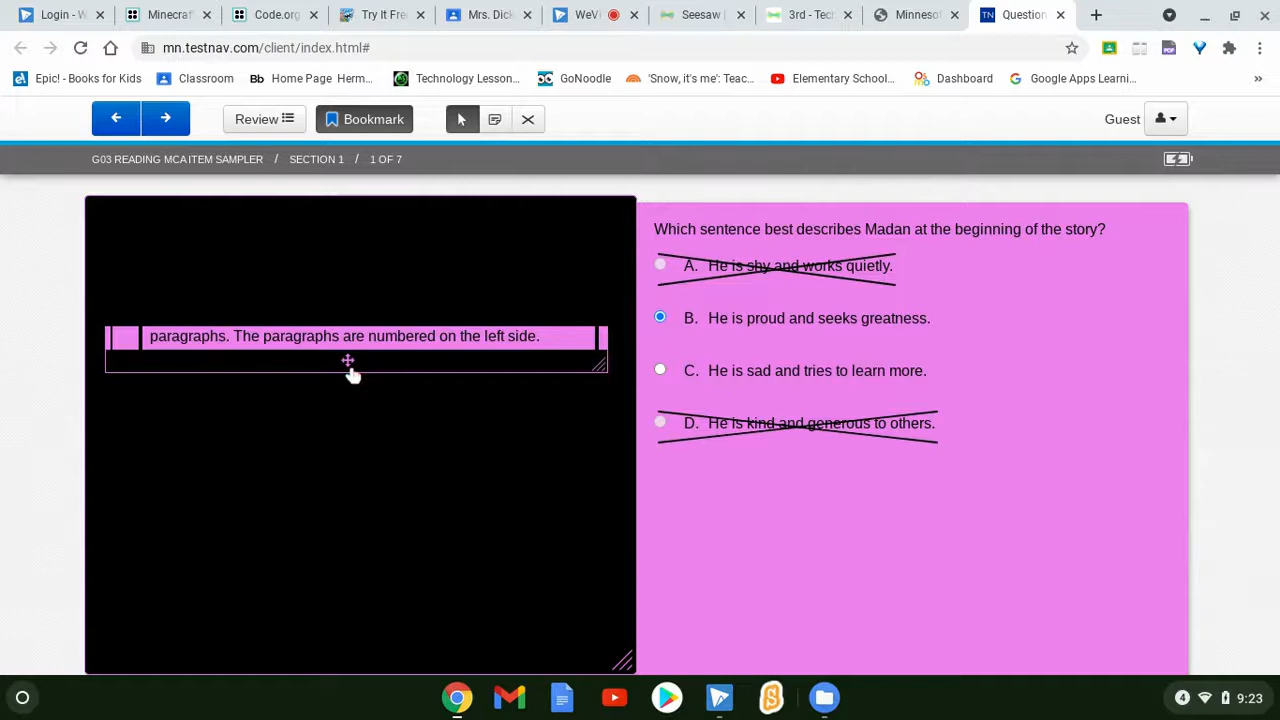 Login - W
Minecraf
Code.org
Try It Fre
Mrs. Dick
WeVi
Seesaw
3rd - Tec
Minneso
Question
mn.testnav.com/client/index.html#
Epic! - Books for Kids
Classroom
Bb Home Page Herm...
Technology Lesson...
GoNoodle
'Snow, it's me': Teac...
Elementary School...
Dashboard
Google Apps Learni...
Review
Bookmark
Guest
G03 READING MCA ITEM SAMPLER / SECTION 1 / 1 OF 7
paragraphs. The paragraphs are numbered on the left side.
Which sentence best describes Madan at the beginning of the story?
A. He is shy and works quietly.
B. He is proud and seeks greatness.
C. He is sad and tries to learn more.
D. He is kind and generous to others.
4 9:23